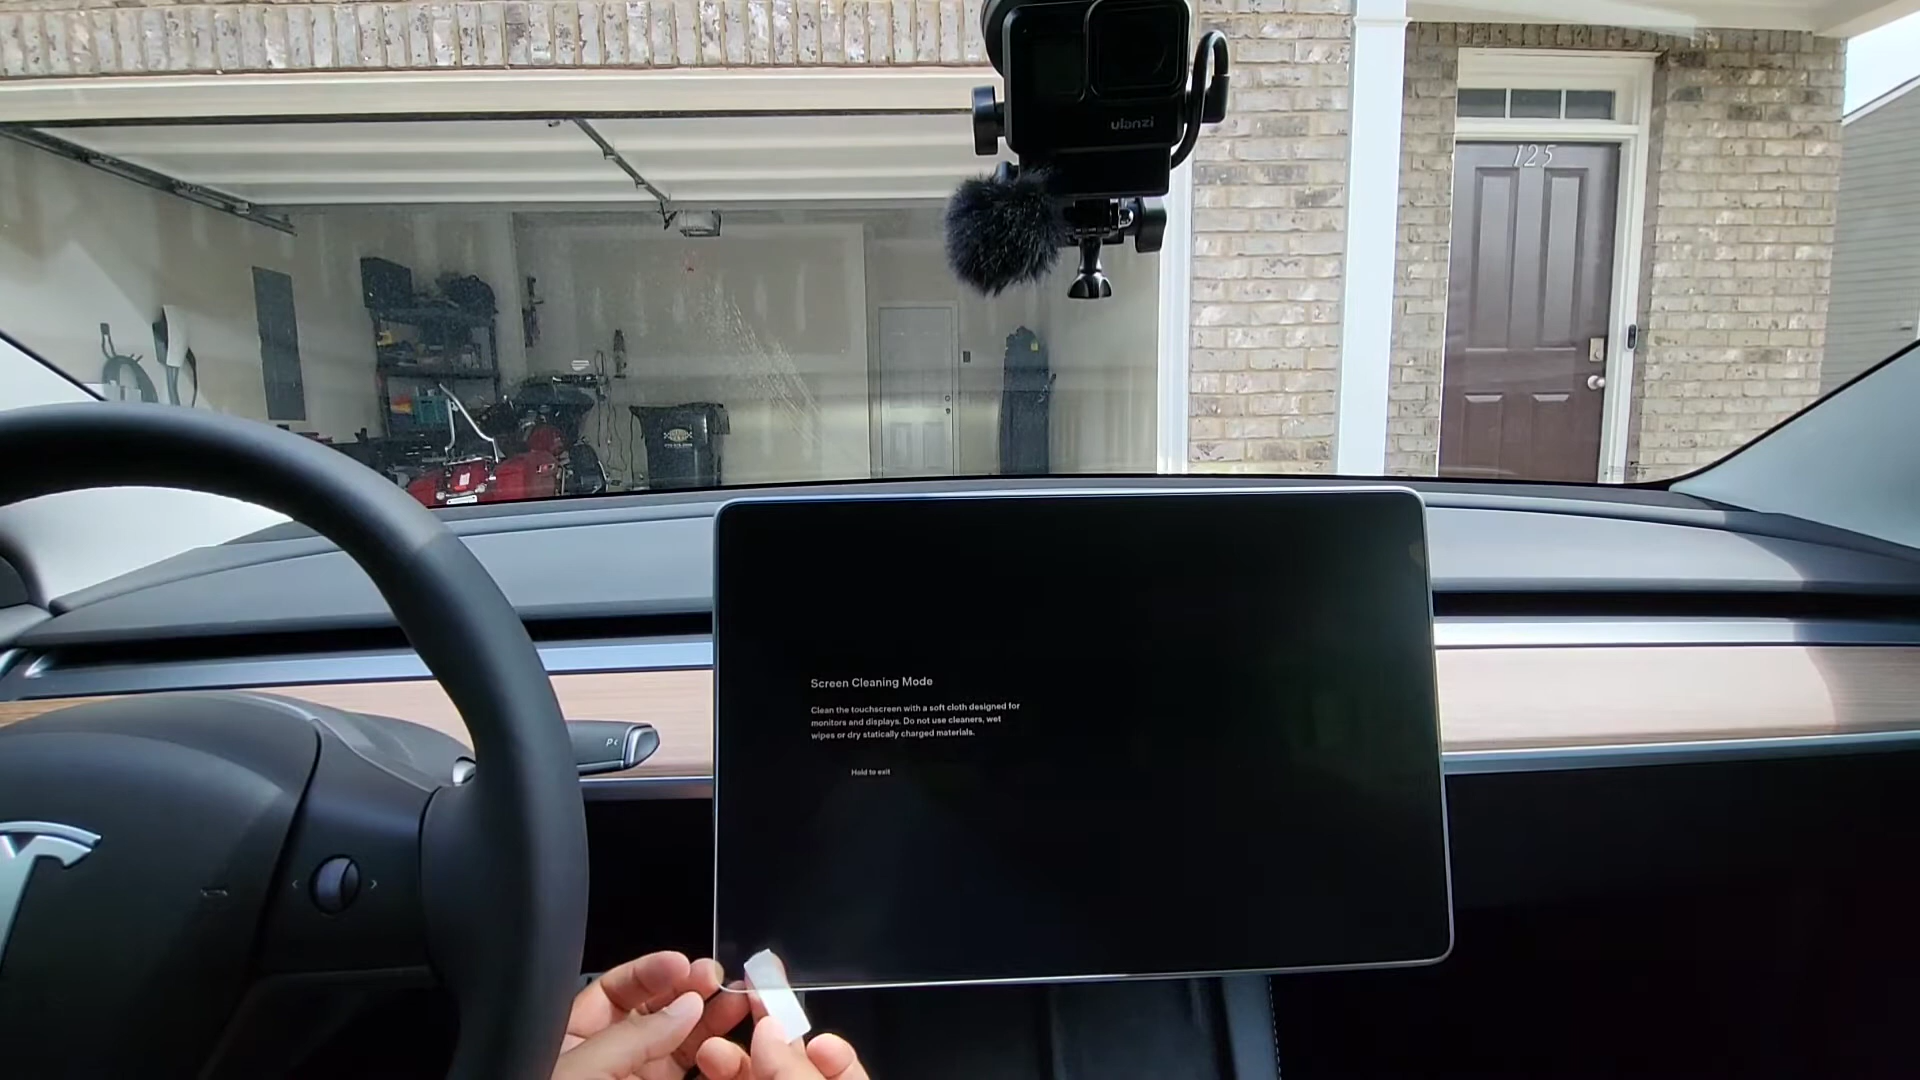 ulanzi
125
Screen Cleaning Mode
Clean the touchscreen with a soft cloth designed for
monitors and displays. Do not use cleaners, wet
wipes or dry statically charged materials.
Hold to exit
P